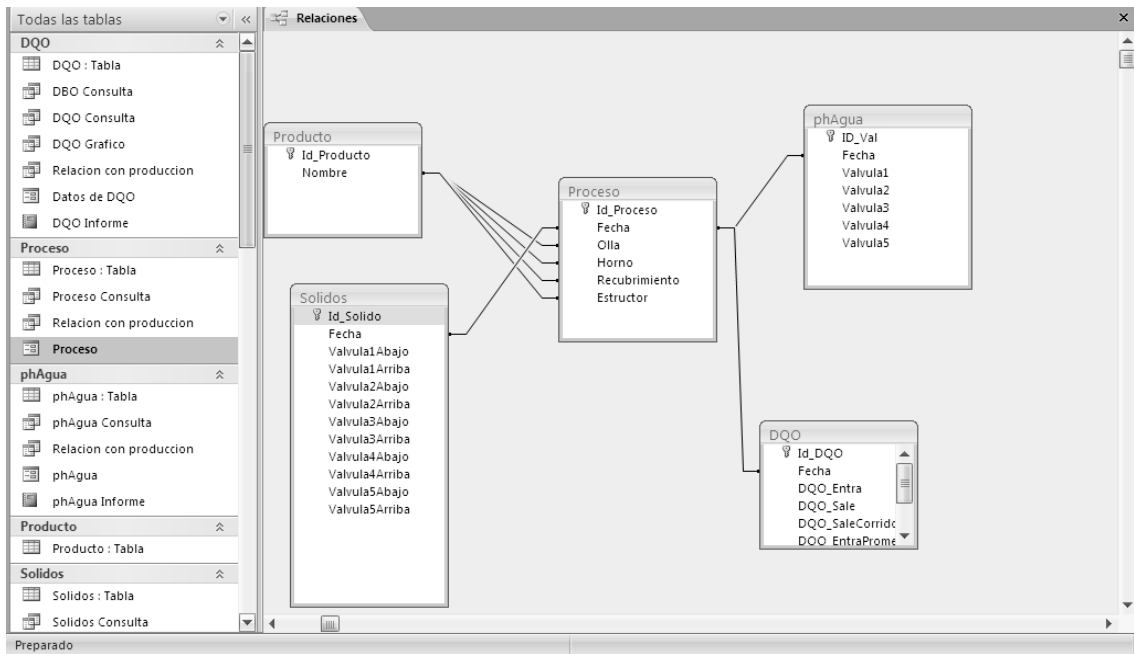 Todas las tablas
Relaciones
DQO
DQO : Tabla
DBO Consulta
DQO Consulta
DQO Grafico
Relacion con produccion
Datos de DQO
DQO Informe
Proceso
Proceso : Tabla
Proceso Consulta
Relacion con produccion
Proceso
phAgua
phAgua : Tabla
phAgua Consulta
Relacion con produccion
phAgua
phAgua Informe
Producto
Producto : Tabla
Solidos
Solidos : Tabla
Solidos Consulta
Producto
Id_Producto
Nombre
Solidos
Id_Solido
Fecha
Valvula1Abajo
Valvula1Arriba
Valvula2Abajo
Valvula2Arriba
Valvula3Abajo
Valvula3Arriba
Valvula4Abajo
Valvula4Arriba
Valvula5Abajo
Valvula5Arriba
Proceso
Id_Proceso
Fecha
Olla
Horno
Recubrimiento
Estructor
phAgua
ID_Val
Fecha
Valvula1
Valvula2
Valvula3
Valvula4
Valvula5
DQO
Id_DQO
Fecha
DQO_Entra
DQO_Sale
DQO_SaleCorrido
DQO_EntraProme
Preparado